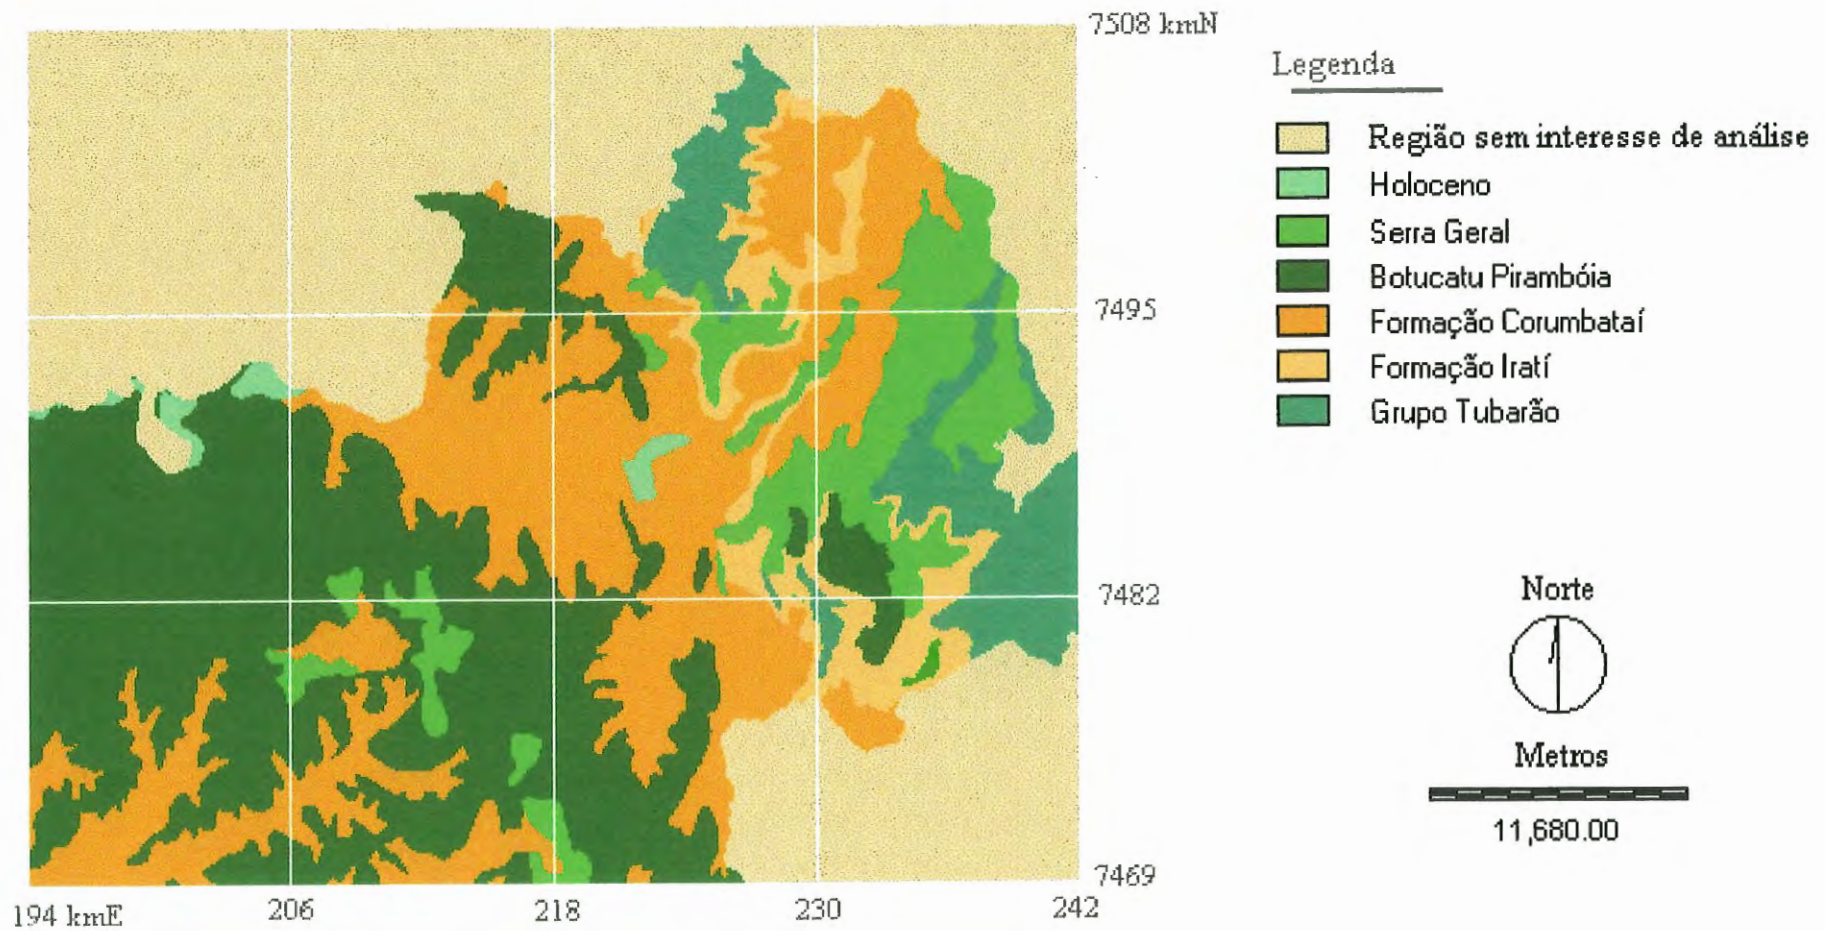 7508 kmN
7495
7482
7469
194 kmE
206
218
230
242
Legenda
Região sem interesse de análise
Holoceno
Serra Geral
Botucatu Pirambóia
Formação Corumbataí
Formação Iratí
Grupo Tubarão
Norte
Metros
11,680.00